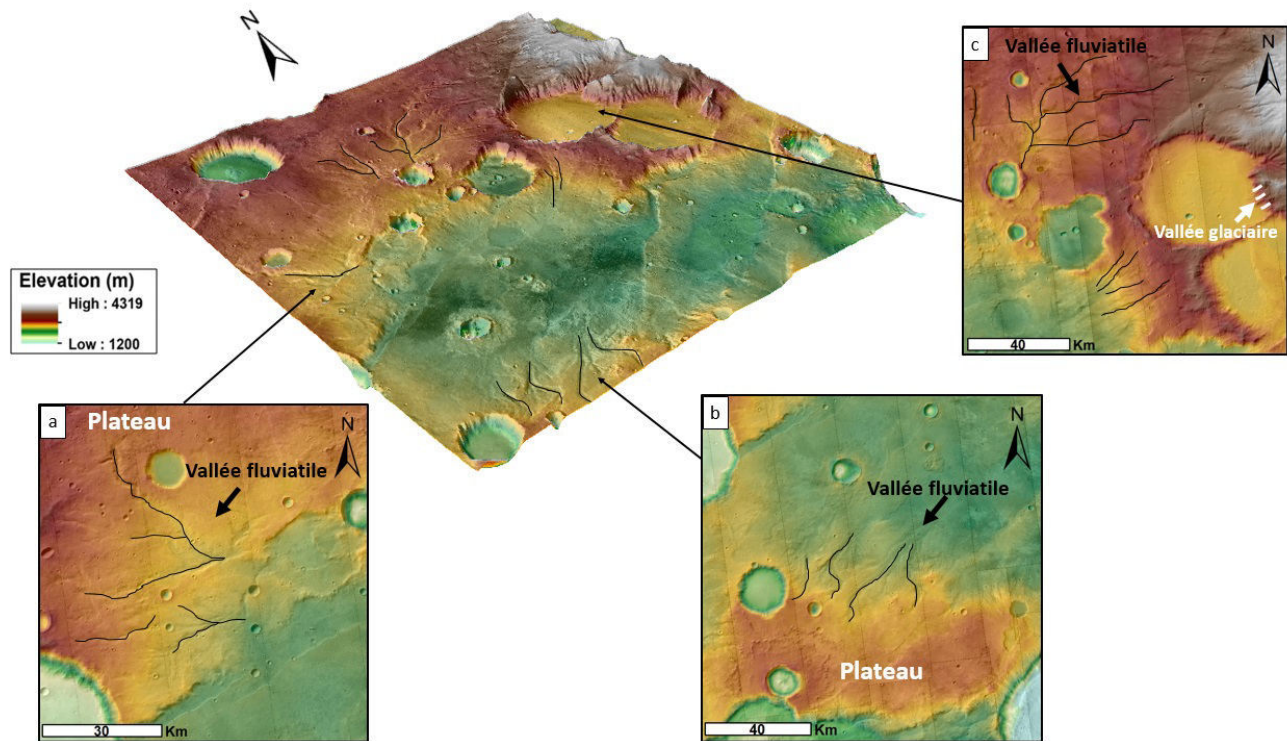 N
Elevation (m)
High : 4319
Low : 1200
a
Plateau
N
Vallée fluviatile
30 Km
b
N
Vallée fluviatile
Plateau
40 Km
c
Vallée fluviatile
N
Vallée glaciaire
40 Km